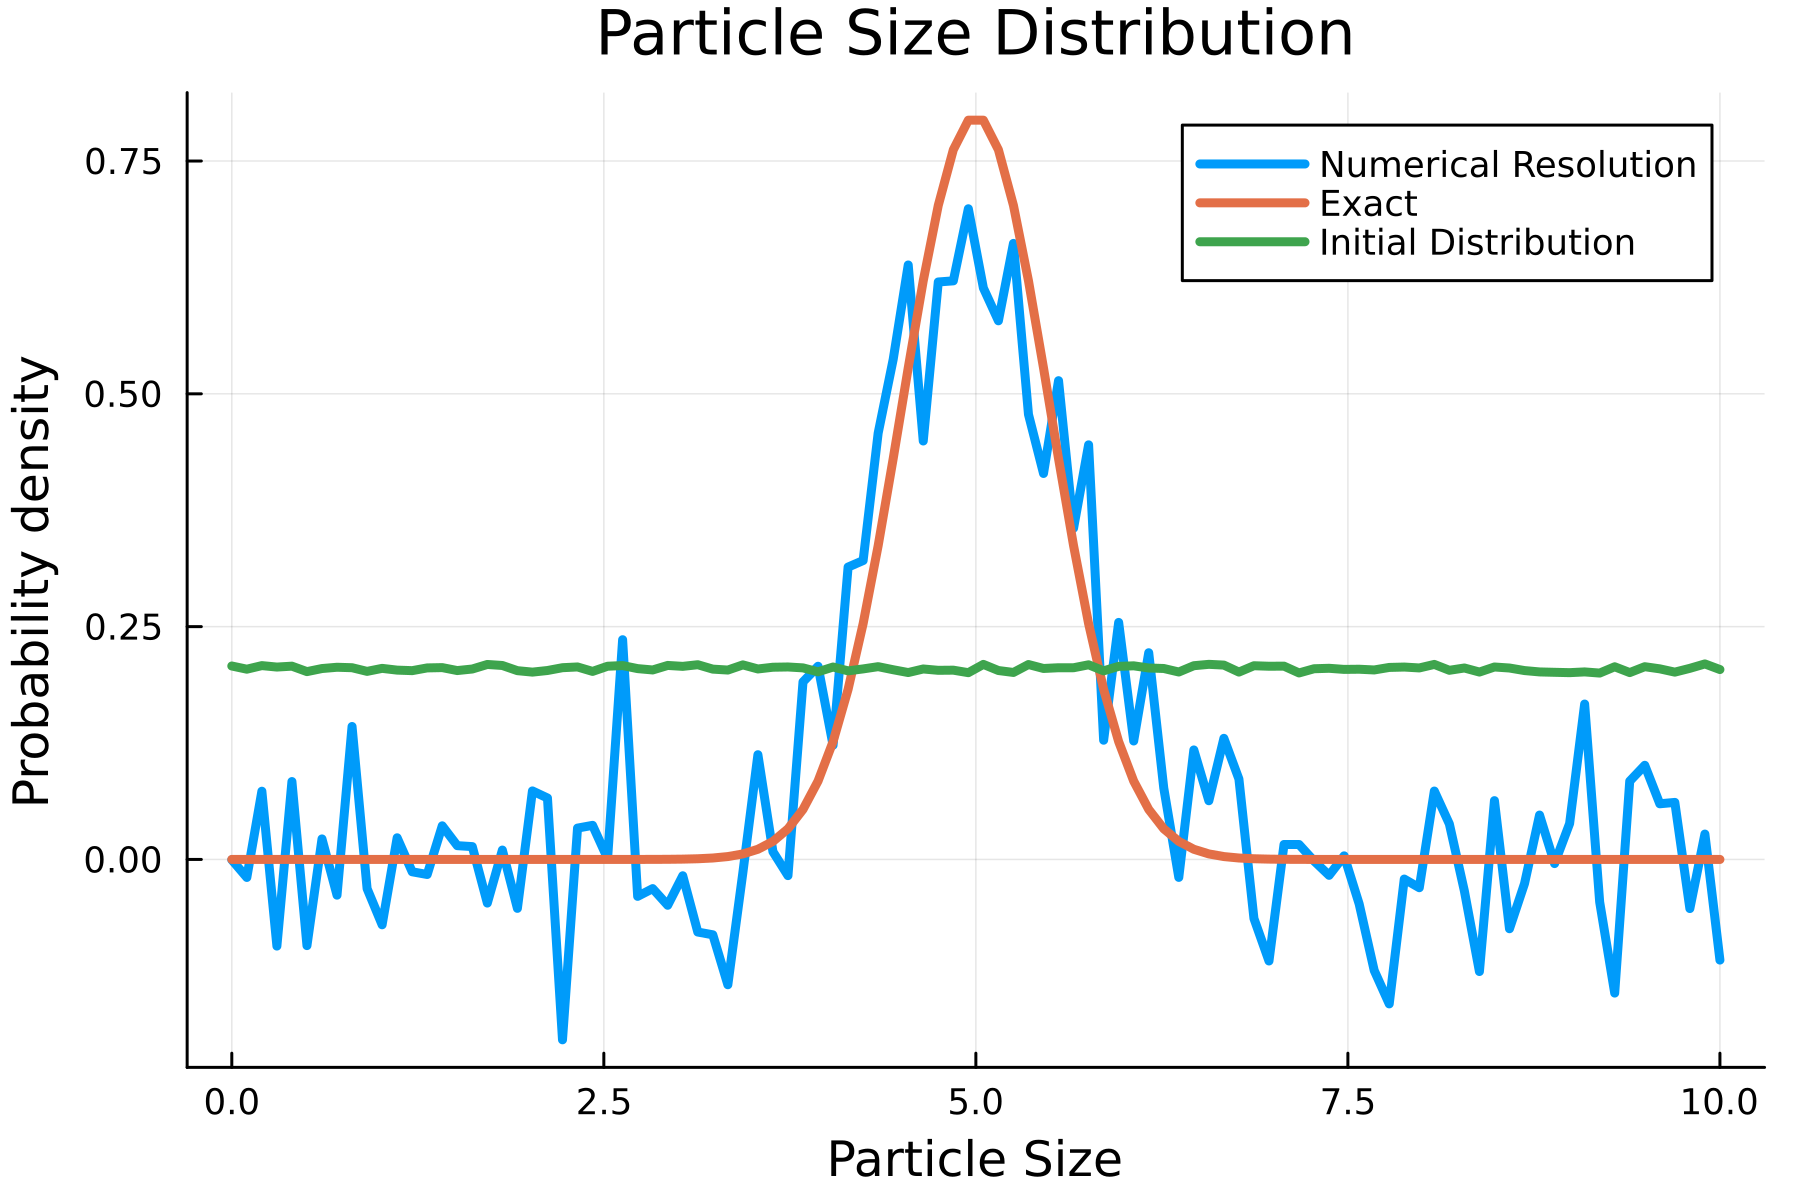 Particle Size Distribution
Numerical Resolution
Exact
Initial Distribution
Probability density
0.75
0.50
0.25
0.00
0.0 2.5 5.0 7.5 10.0
Particle Size